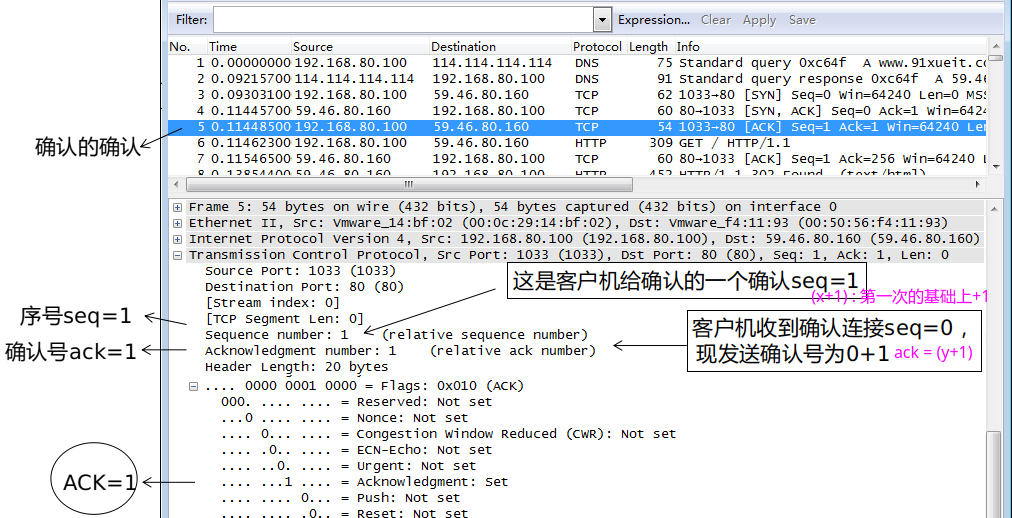 Filter: Expression... Clear Apply Save
No. Time Source Destination Protocol Length Info
1 0.00000000 192.168.80.100 114.114.114.114 DNS 75 Standard query 0xc64f A www.91xueit.co
2 0.09215700 114.114.114.114 192.168.80.100 DNS 91 Standard query response 0xc64f A 59.46
3 0.09303100 192.168.80.100 59.46.80.160 TCP 62 1033→80 [SYN] Seq=0 Win=64240 Len=0 MSS
4 0.11445700 59.46.80.160 192.168.80.100 TCP 60 80→1033 [SYN, ACK] Seq=0 Ack=1 Win=6424
5 0.11448500 192.168.80.100 59.46.80.160 TCP 54 1033→80 [ACK] Seq=1 Ack=1 Win=64240 Len
确认的确认
6 0.11462300 192.168.80.100 59.46.80.160 HTTP 309 GET / HTTP/1.1
7 0.11546500 59.46.80.160 192.168.80.100 TCP 60 80→1033 [ACK] Seq=1 Ack=256 Win=64240 L
8 0.13854400 59.46.80.160 192.168.80.100 HTTP 452 HTTP/1.1 302 Found (text/html)
Frame 5: 54 bytes on wire (432 bits), 54 bytes captured (432 bits) on interface 0
Ethernet II, Src: Vmware_14:bf:02 (00:0c:29:14:bf:02), Dst: Vmware_f4:11:93 (00:50:56:f4:11:93)
Internet Protocol Version 4, Src: 192.168.80.100 (192.168.80.100), Dst: 59.46.80.160 (59.46.80.160)
Transmission Control Protocol, Src Port: 1033 (1033), Dst Port: 80 (80), Seq: 1, Ack: 1, Len: 0
Source Port: 1033 (1033)
Destination Port: 80 (80)
这是客户机给确认的一个确认seq=1
(x+1) : 第一次的基础上+1
[Stream index: 0]
[TCP Segment Len: 0]
序号seq=1
Sequence number: 1 (relative sequence number)
客户机收到确认连接seq=0，
现发送确认号为0+1 ack = (y+1)
确认号ack=1
Acknowledgment number: 1 (relative ack number)
Header Length: 20 bytes
.... 0000 0001 0000 = Flags: 0x010 (ACK)
000. .... .... = Reserved: Not set
...0 .... .... = Nonce: Not set
.... 0... .... = Congestion Window Reduced (CWR): Not set
.... .0.. .... = ECN-Echo: Not set
.... ..0. .... = Urgent: Not set
ACK=1
.... ...1 .... = Acknowledgment: Set
.... .... 0... = Push: Not set
.... .... .0.. = Reset: Not set